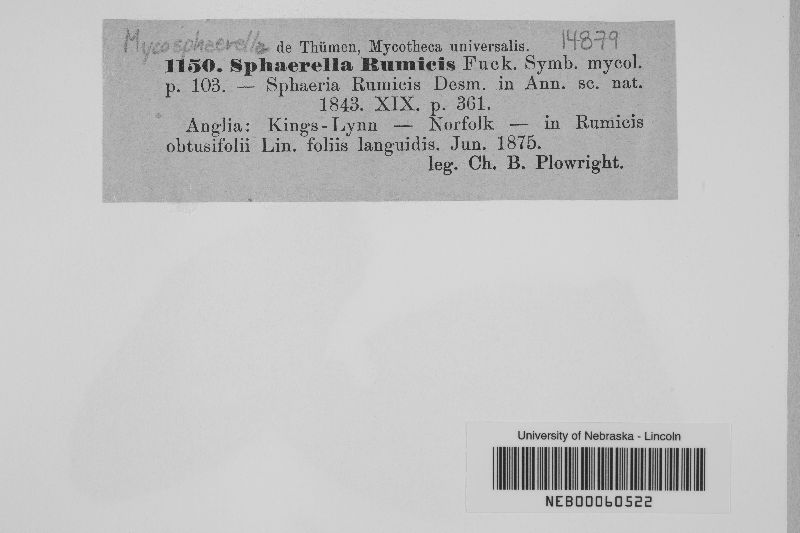 Mycosphaerella de Thümen, Mycotheca universalis. 14879
1150. Sphaerella Rumicis Fuck. Symb. mycol.
p. 103. — Sphaeria Rumicis Desm. in Ann. sc. nat.
1843. XIX. p. 361.
Anglia: Kings-Lynn — Norfolk — in Rumicis
obtusifolii Lin. foliis languidis. Jun. 1875.
leg. Ch. B. Plowright.
University of Nebraska - Lincoln
NEB00060522